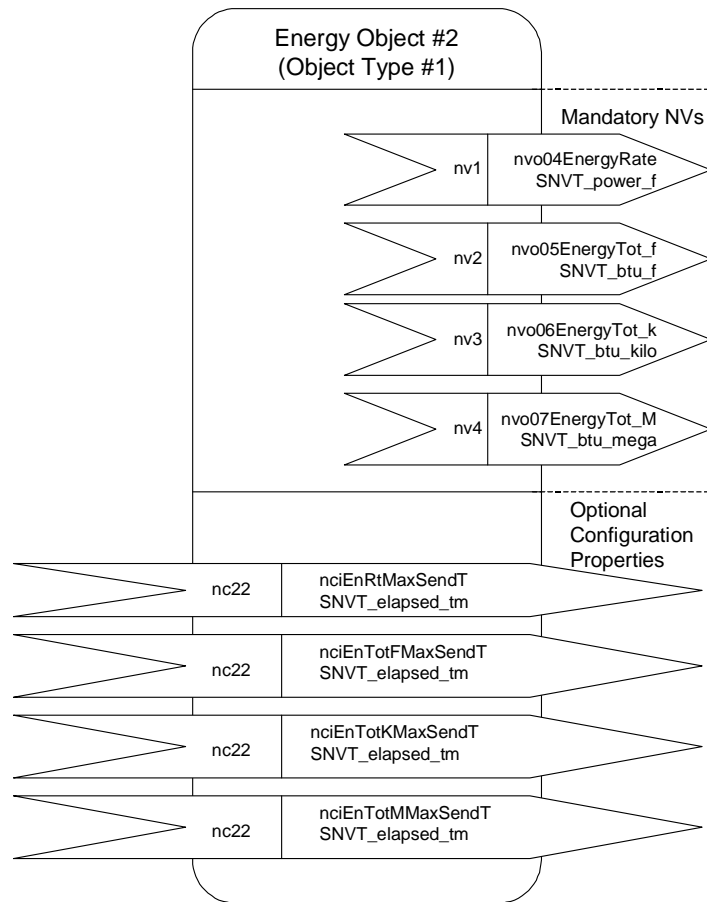 Energy Object #2
(Object Type #1)
Mandatory NVs
nv1
nvo04EnergyRate
SNVT_power_f
nv2
nvo05EnergyTot_f
SNVT_btu_f
nv3
nvo06EnergyTot_k
SNVT_btu_kilo
nv4
nvo07EnergyTot_M
SNVT_btu_mega
Optional
Configuration
Properties
nc22
nciEnRtMaxSendT
SNVT_elapsed_tm
nc22
nciEnTotFMaxSendT
SNVT_elapsed_tm
nc22
nciEnTotKMaxSendT
SNVT_elapsed_tm
nc22
nciEnTotMMaxSendT
SNVT_elapsed_tm